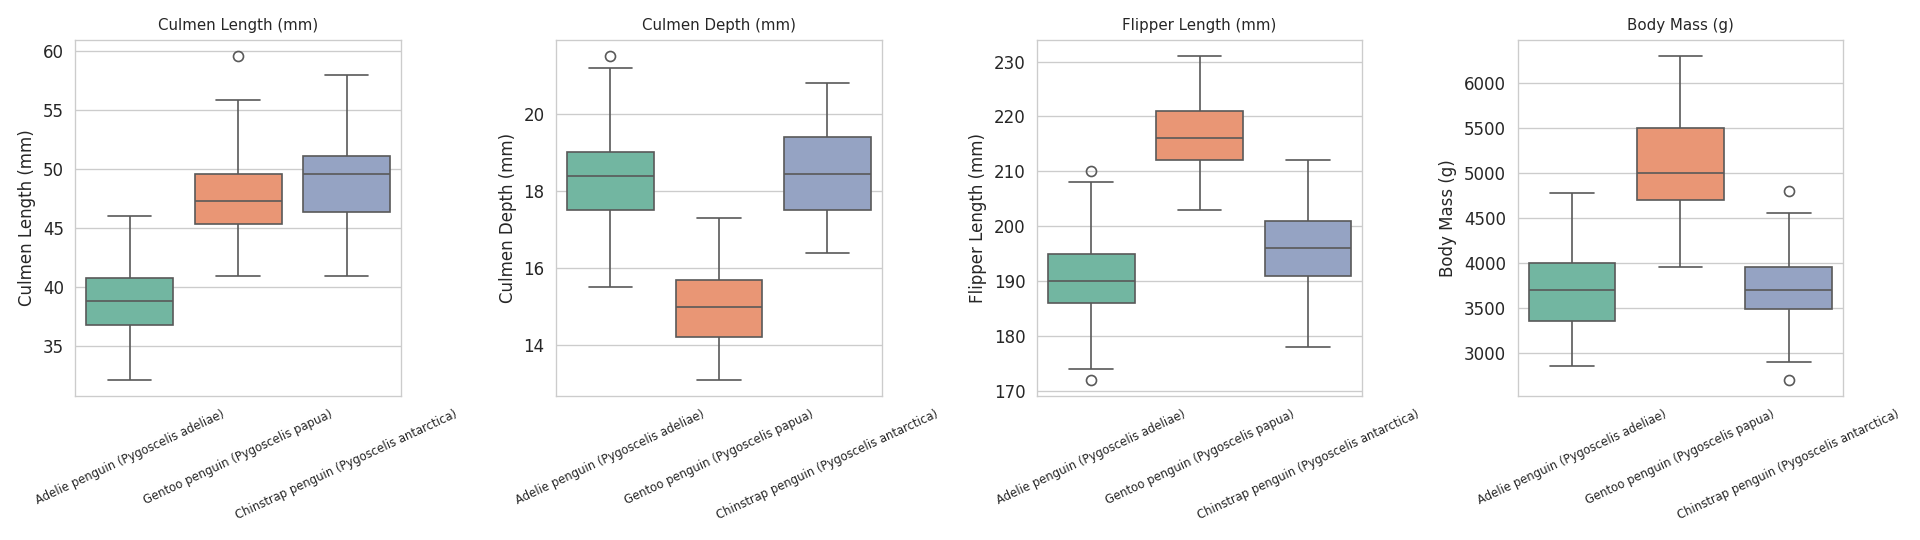 Culmen Length (mm)
Culmen Length (mm)
60
55
50
45
40
35
Adelie penguin (Pygoscelis adeliae)
Gentoo penguin (Pygoscelis papua)
Chinstrap penguin (Pygoscelis antarctica)
Culmen Depth (mm)
Culmen Depth (mm)
20
18
16
14
Adelie penguin (Pygoscelis adeliae)
Gentoo penguin (Pygoscelis papua)
Chinstrap penguin (Pygoscelis antarctica)
Flipper Length (mm)
Flipper Length (mm)
230
220
210
200
190
180
170
Adelie penguin (Pygoscelis adeliae)
Gentoo penguin (Pygoscelis papua)
Chinstrap penguin (Pygoscelis antarctica)
Body Mass (g)
Body Mass (g)
6000
5500
5000
4500
4000
3500
3000
Adelie penguin (Pygoscelis adeliae)
Gentoo penguin (Pygoscelis papua)
Chinstrap penguin (Pygoscelis antarctica)